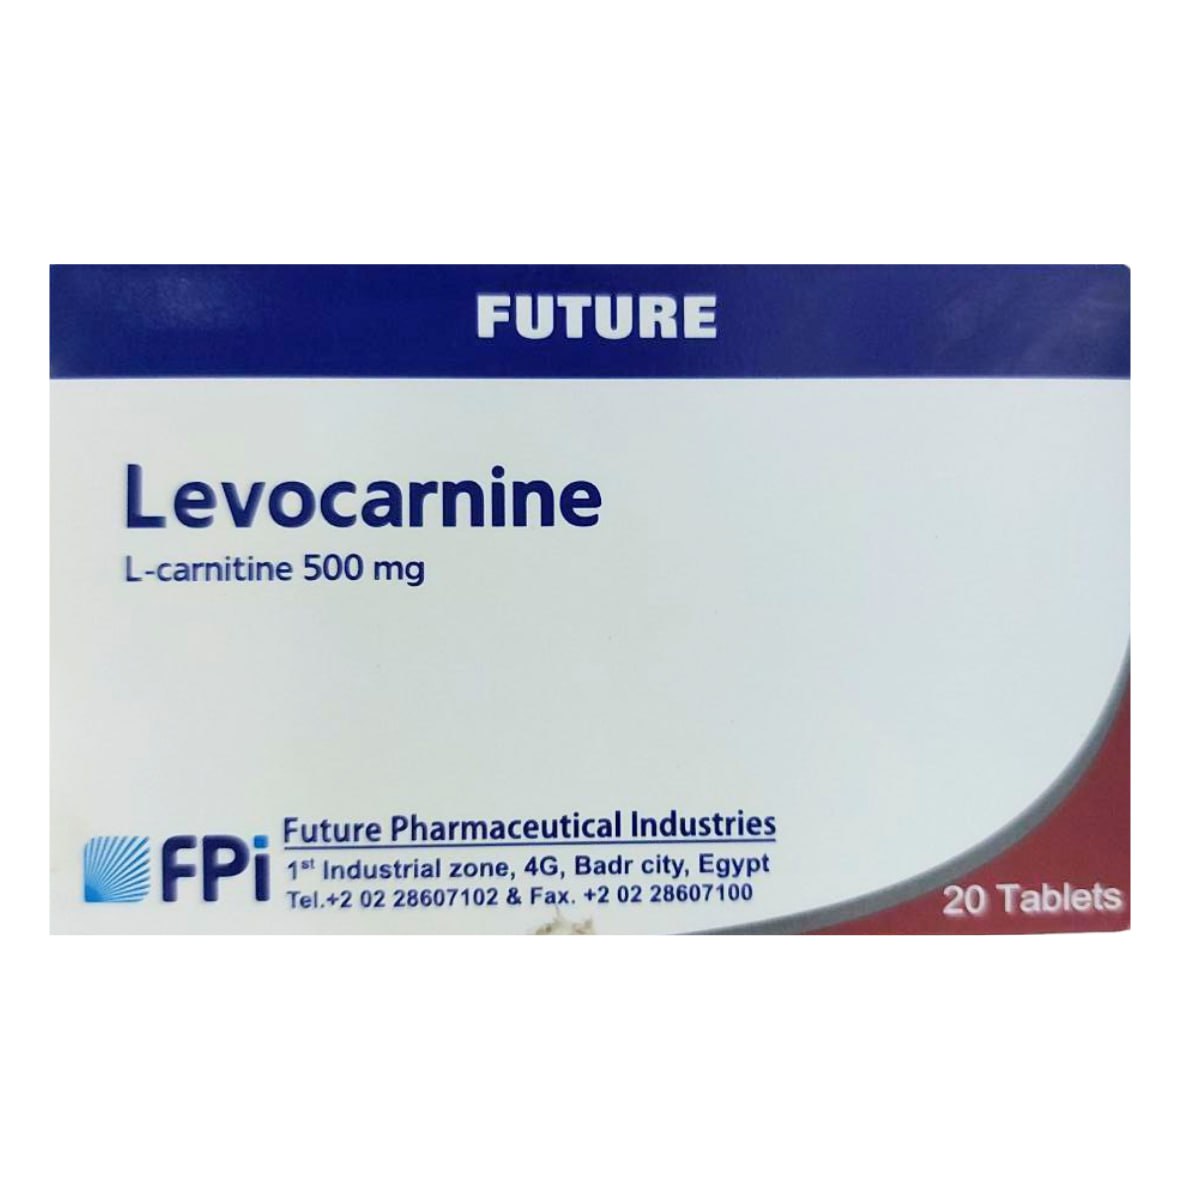 FUTURE
Levocarnine
L-carnitine 500 mg
FPi
Future Pharmaceutical Industries
1st Industrial zone, 4G, Badr city, Egypt
Tel.+2 02 28607102 & Fax. +2 02 28607100
20 Tablets